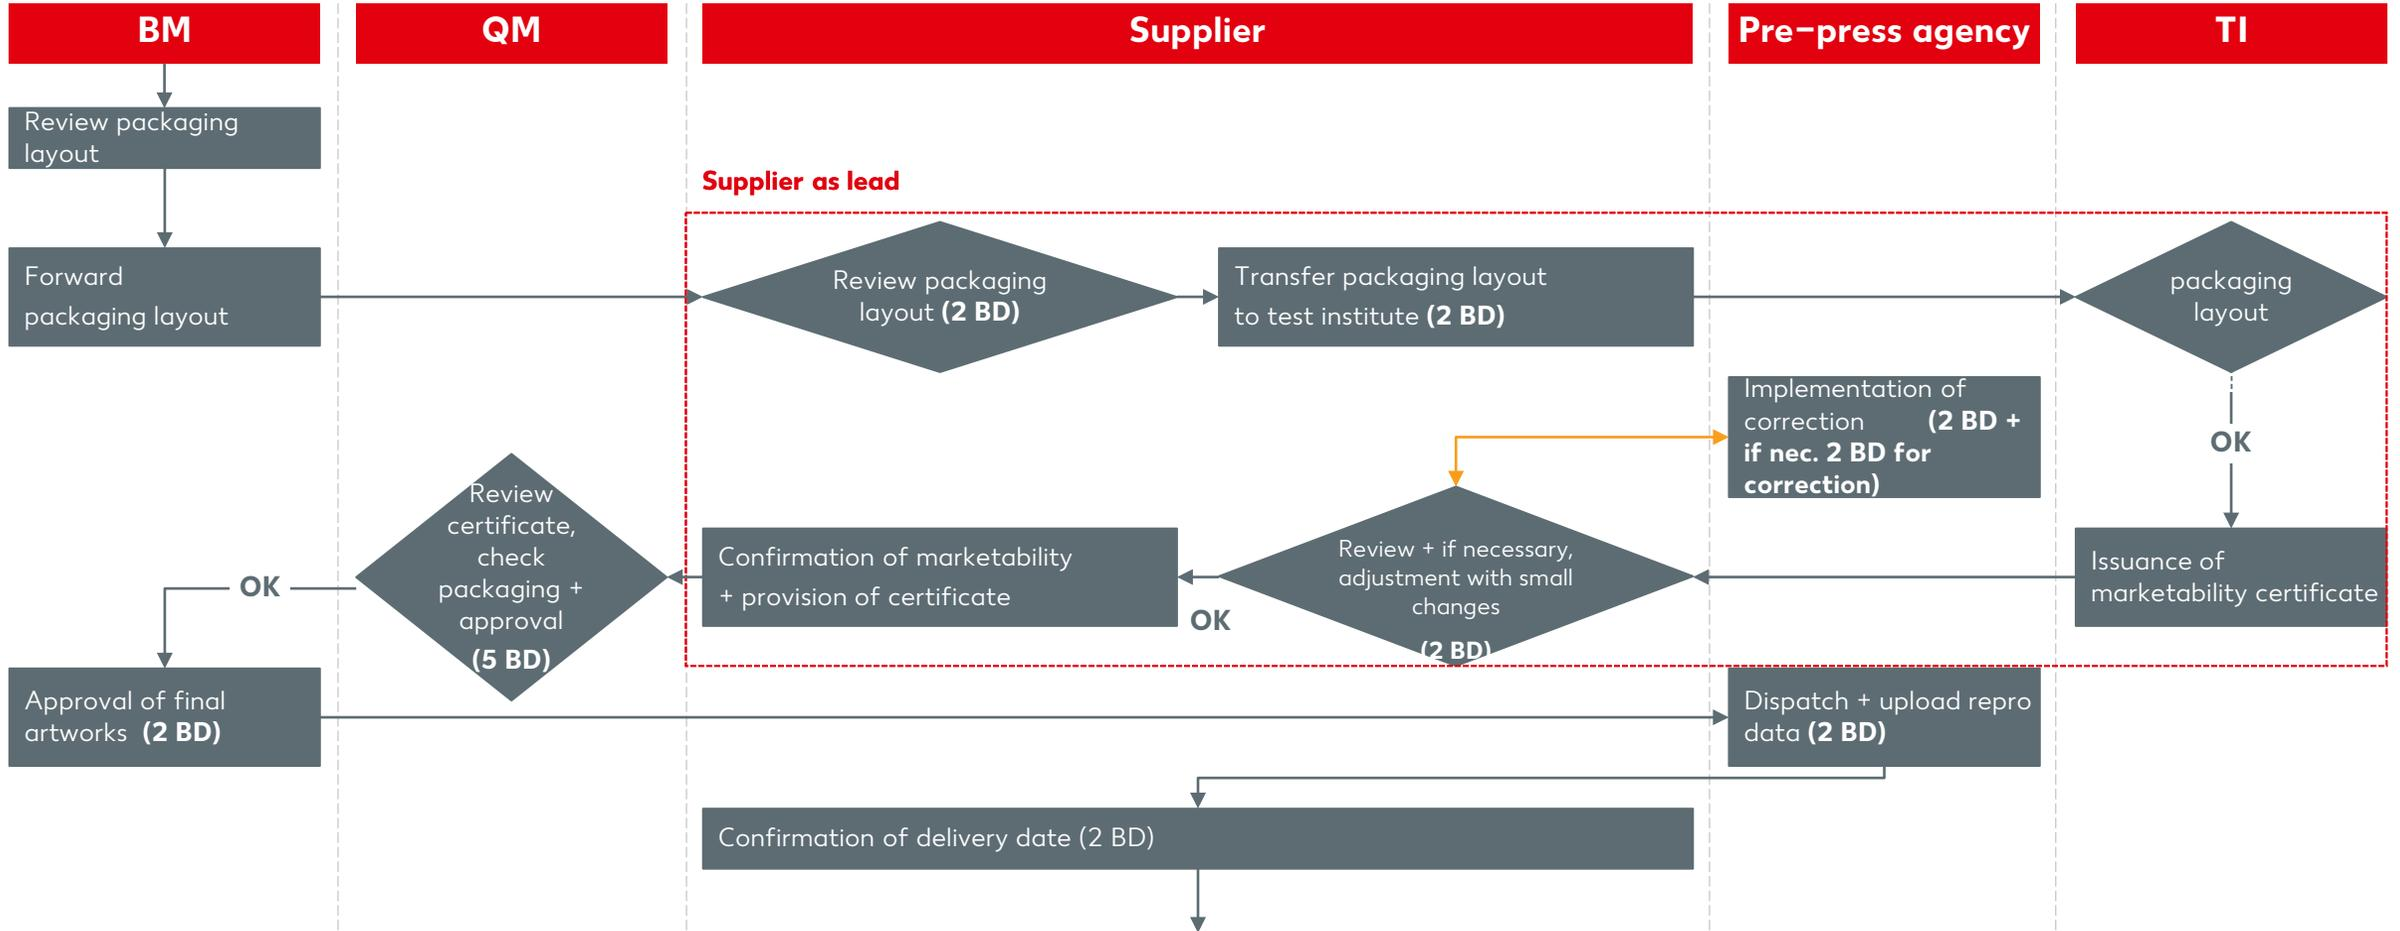 BM
QM
Supplier
Pre-press agency
TI
Review packaging
layout
Supplier as lead
Forward
packaging layout
Review packaging
layout (2 BD)
Transfer packaging layout
to test institute (2 BD)
packaging
layout
Implementation of
correction (2 BD +
if nec. 2 BD for
correction)
OK
Review
certificate,
check
packaging +
approval
(5 BD)
Confirmation of marketability
+ provision of certificate
Review + if necessary,
adjustment with small
changes
(2 BD)
Issuance of
marketability certificate
OK
OK
Approval of final
artworks (2 BD)
Dispatch + upload repro
data (2 BD)
Confirmation of delivery date (2 BD)